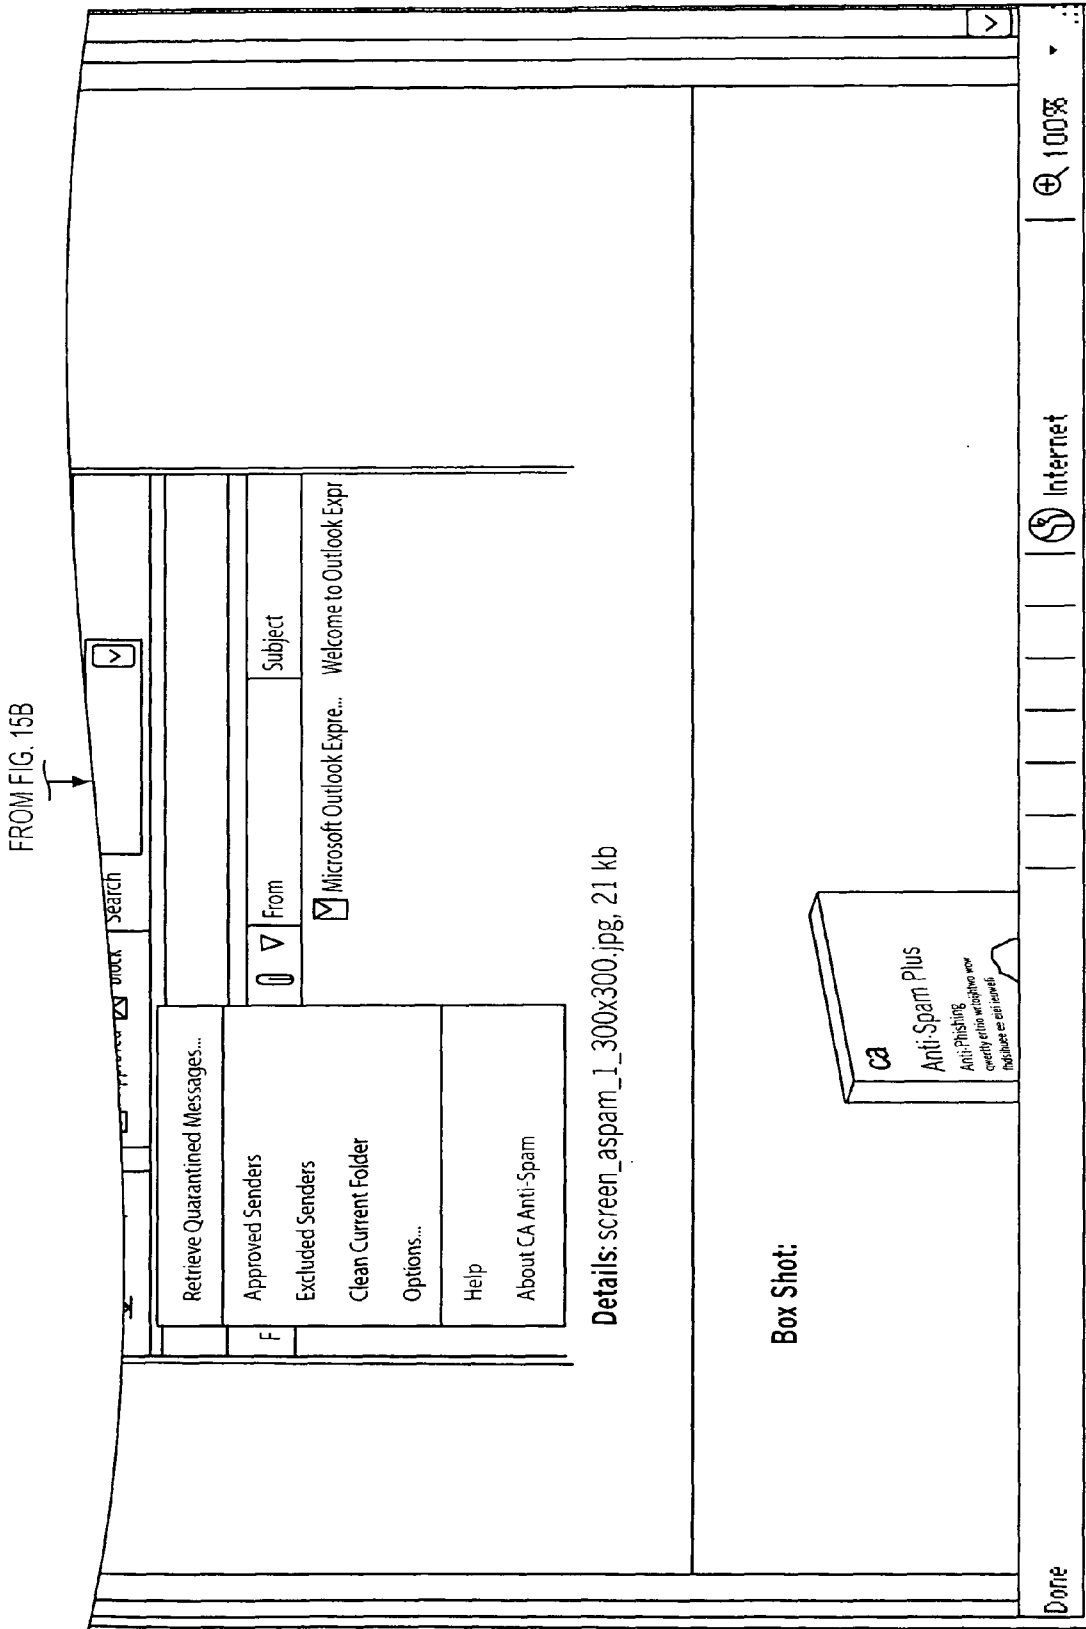 FROM FIG. 15B
Search
Retrieve Quarantined Messages...
Approved Senders
Excluded Senders
Clean Current Folder
Options...
Help
About CA Anti-Spam
F
From
Subject
Microsoft Outlook Expre... Welcome to Outlook Expr
Details: screen_aspam_1_300x300.jpg, 21 kb
Box Shot:
ca
Anti-Spam Plus
Anti-Phishing
Done
Internet
100%